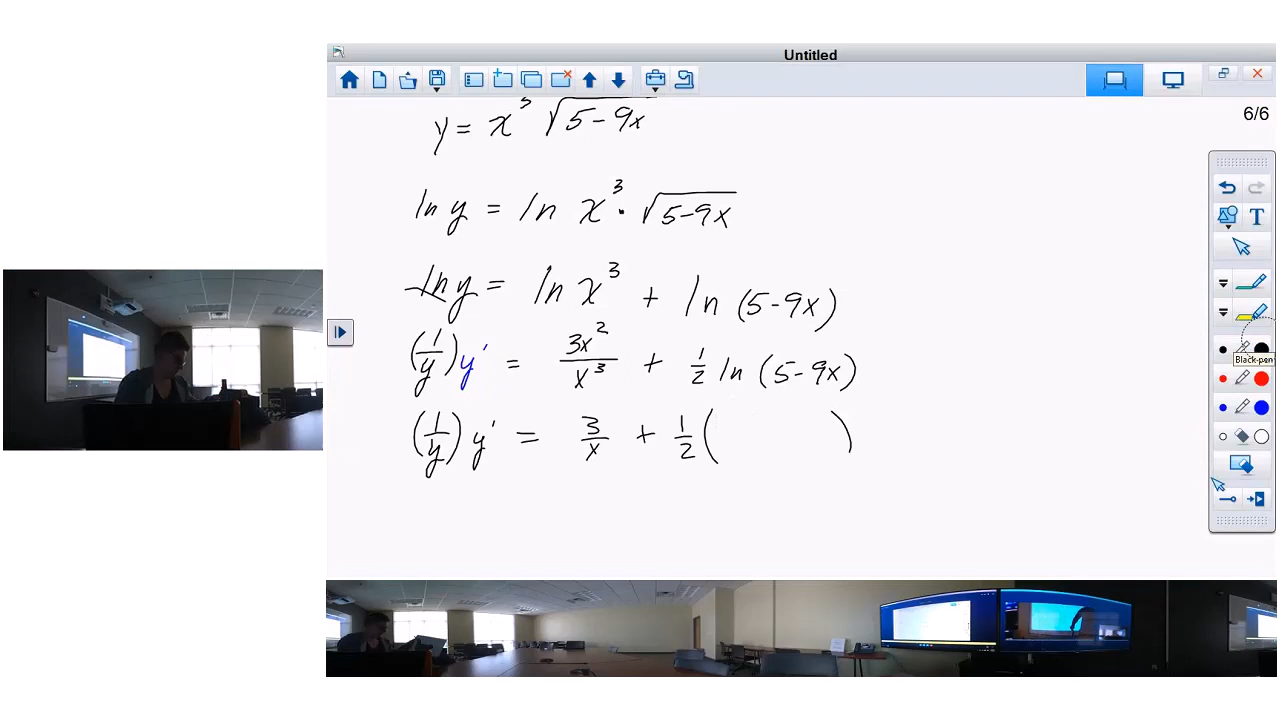 Untitled
6/6
y = x³ √5-9x
ln y = ln x³ · √5-9x
ln y = ln x³ + ln (5-9x)
(1/y) y' = 3x²/x³ + 1/2 ln (5-9x)
(1/y) y' = 3/x + 1/2 ( )
T
Black-pen